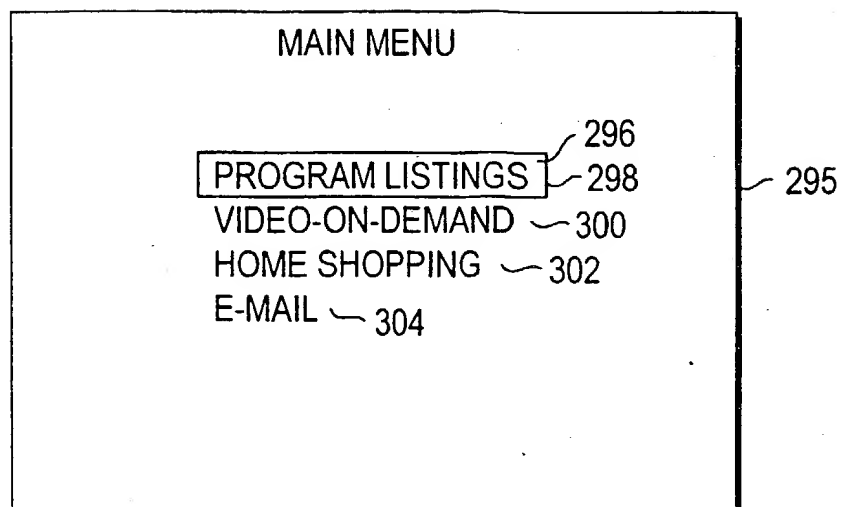 MAIN MENU
296
PROGRAM LISTINGS 298 295
VIDEO-ON-DEMAND 300
HOME SHOPPING 302
E-MAIL 304